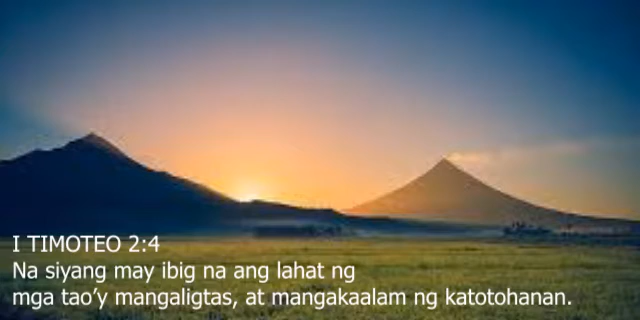 I TIMOTEO 2:4
Na siyang may ibig na ang lahat ng
mga tao'y mangaligtas, at mangakaalam ng katotohanan.